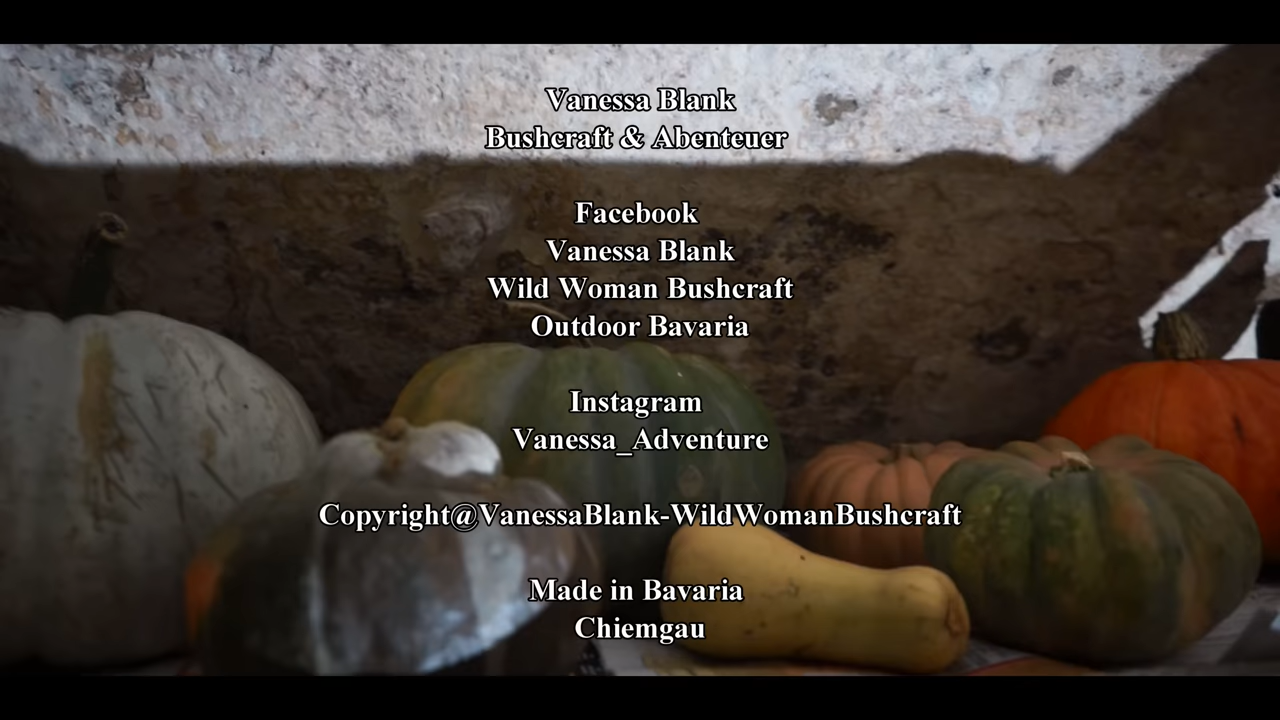 Vanessa Blank
Bushcraft & Abenteuer
Facebook
Vanessa Blank
Wild Woman Bushcraft
Outdoor Bavaria
Instagram
Vanessa_Adventure
Copyright@VanessaBlank-WildWomanBushcraft
Made in Bavaria
Chiemgau